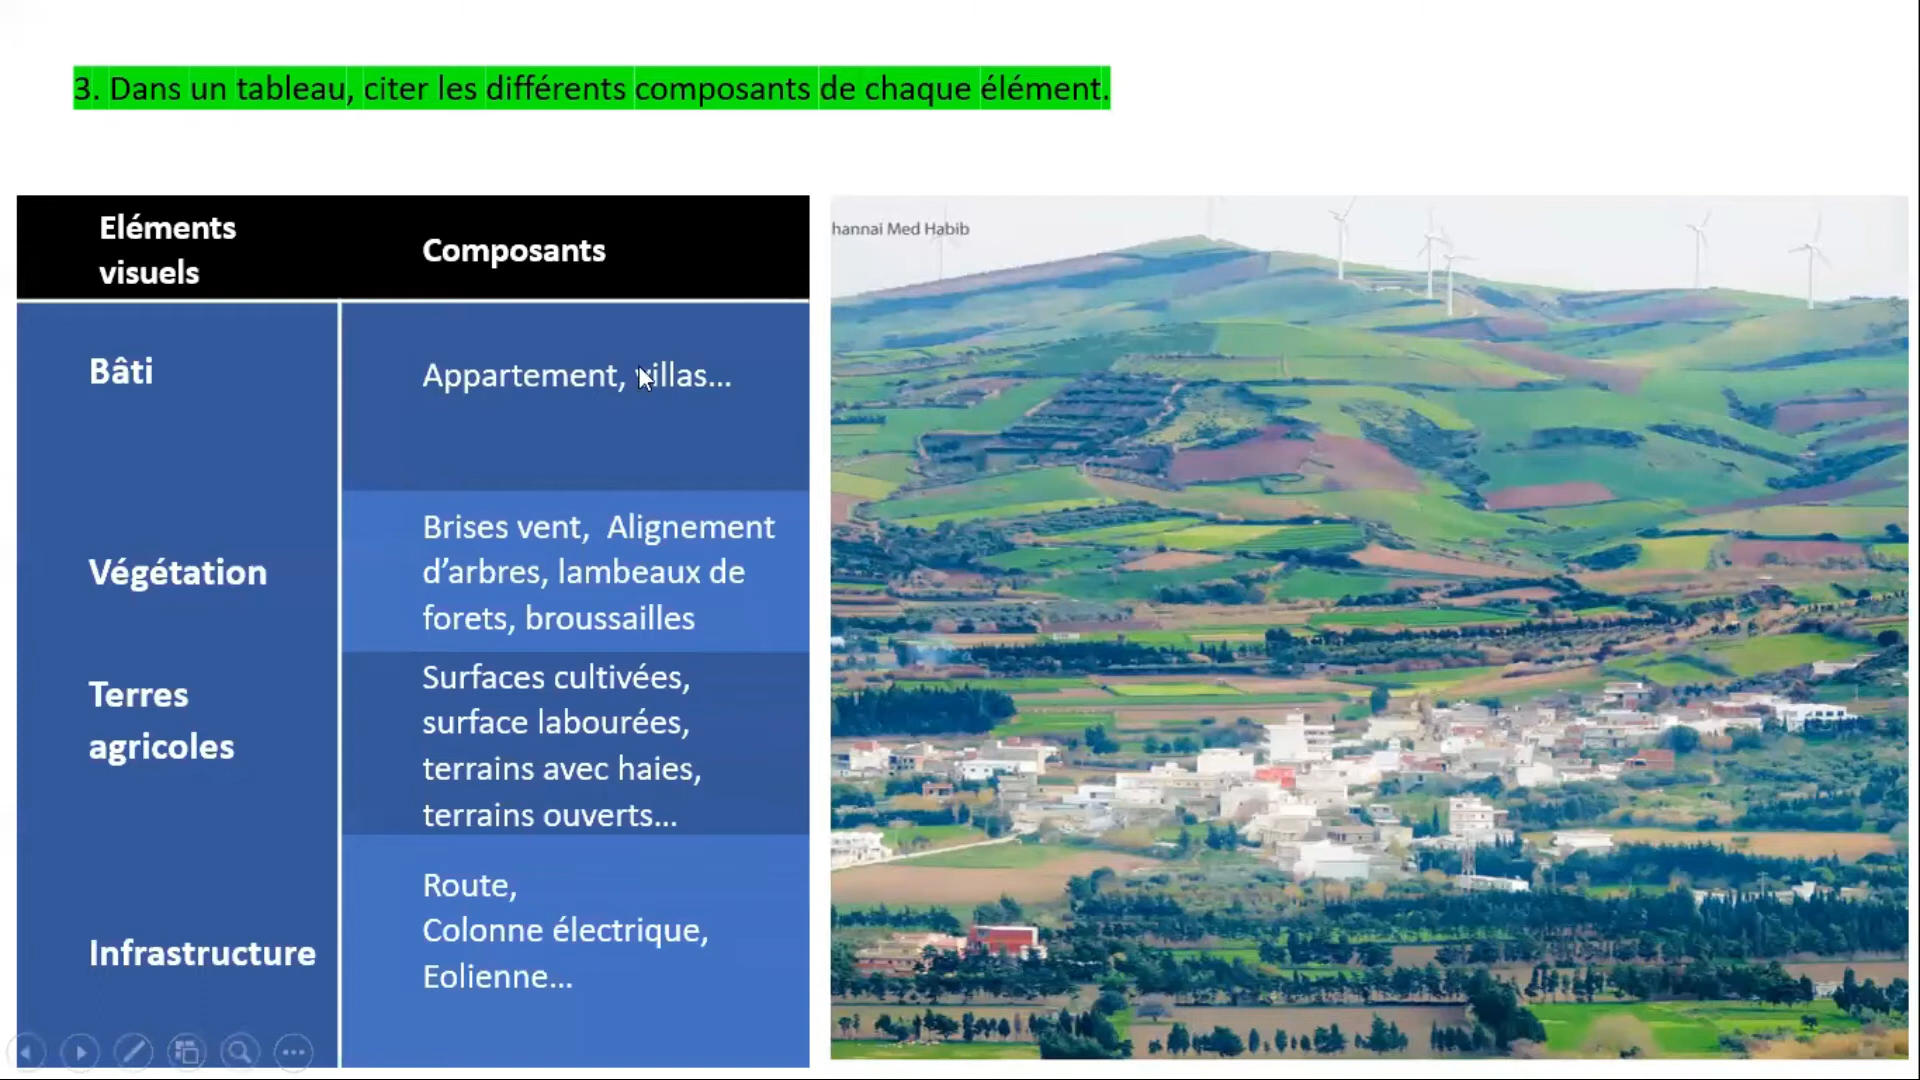 3. Dans un tableau, citer les différents composants de chaque élément.
Eléments
visuels
Composants
Bâti
Appartement, villas...
Végétation
Brises vent, Alignement
d’arbres, lambeaux de
forets, broussailles
Terres
agricoles
Surfaces cultivées,
surface labourées,
terrains avec haies,
terrains ouverts...
Infrastructure
Route,
Colonne électrique,
Eolienne...
hannai Med Habib